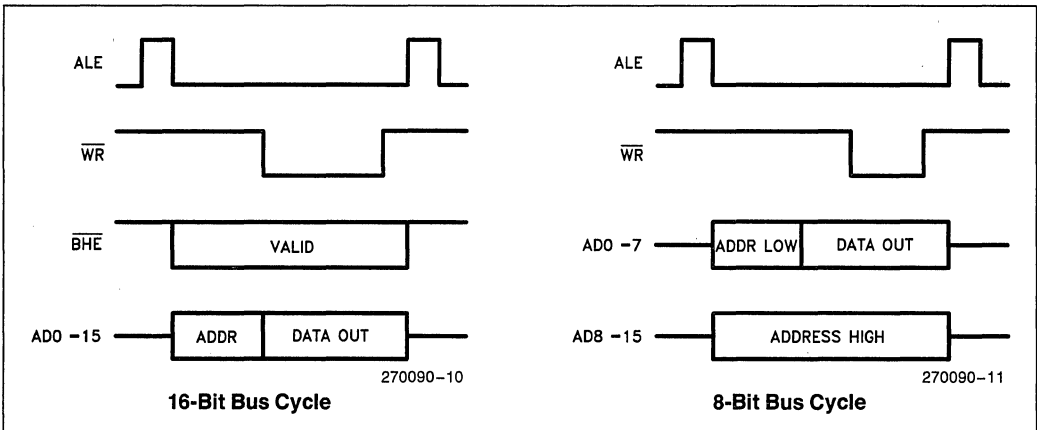 ALE
WR
BHE
VALID
AD0 -15
ADDR
DATA OUT
270090-10
16-Bit Bus Cycle
ALE
WR
AD0 -7
ADDR LOW
DATA OUT
AD8 -15
ADDRESS HIGH
270090-11
8-Bit Bus Cycle